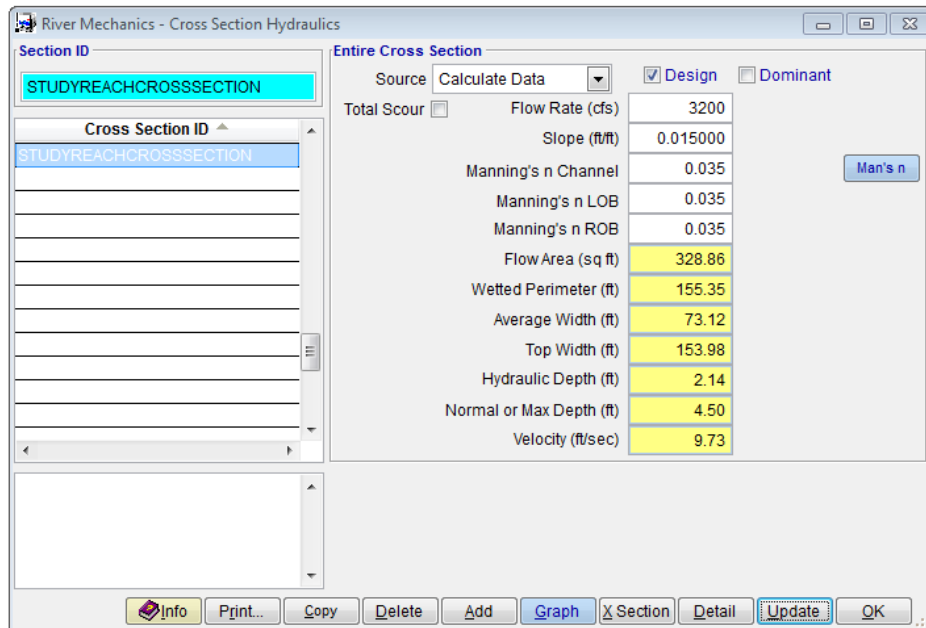 River Mechanics - Cross Section Hydraulics
Section ID
STUDYREACHCROSSSECTION
Cross Section ID
STUDYREACHCROSSSECTION
Entire Cross Section
Source Calculate Data Design Dominant
Total Scour Flow Rate (cfs) 3200
Slope (ft/ft) 0.015000
Manning's n Channel 0.035 Man's n
Manning's n LOB 0.035
Manning's n ROB 0.035
Flow Area (sq ft) 328.86
Wetted Perimeter (ft) 155.35
Average Width (ft) 73.12
Top Width (ft) 153.98
Hydraulic Depth (ft) 2.14
Normal or Max Depth (ft) 4.50
Velocity (ft/sec) 9.73
Info Print... Copy Delete Add Graph X Section Detail Update OK